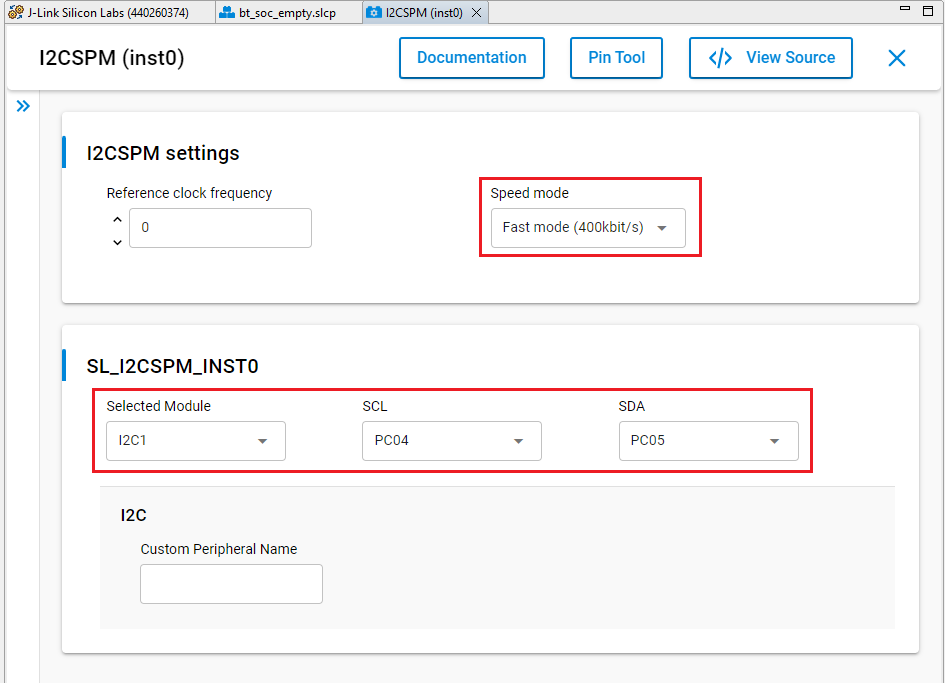 J-Link Silicon Labs (440260374) bt_soc_empty.slcp I2CSPM (inst0)
I2CSPM (inst0) Documentation Pin Tool </> View Source
I2CSPM settings
Reference clock frequency Speed mode
0 Fast mode (400kbit/s)
SL_I2CSPM_INST0
Selected Module SCL SDA
I2C1 PC04 PC05
I2C
Custom Peripheral Name